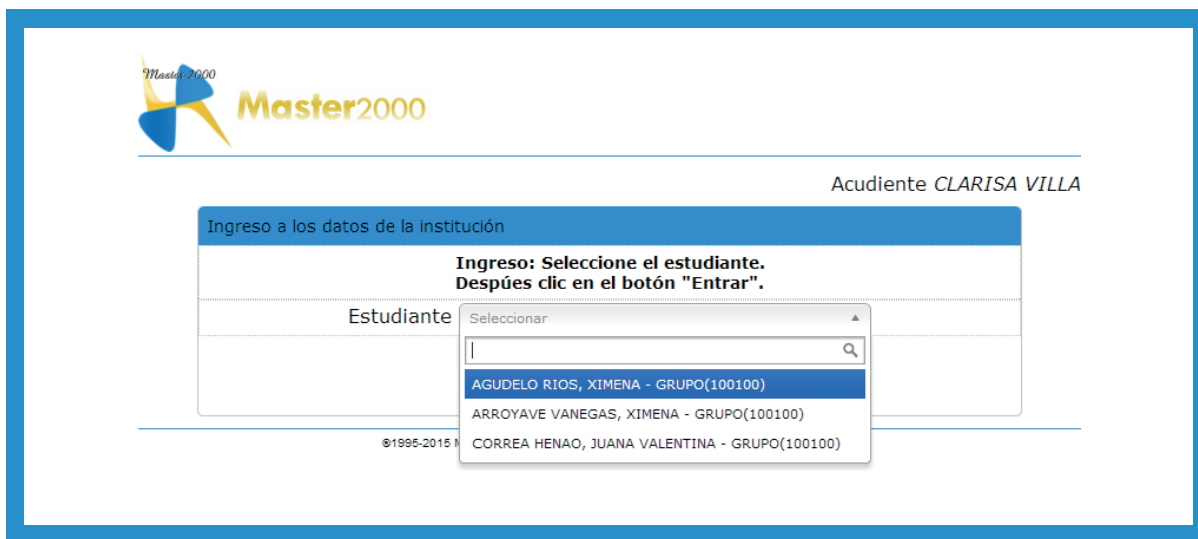 Master 2000
Master2000
Acudiente CLARISA VILLA
Ingreso a los datos de la institución
Ingreso: Seleccione el estudiante.
Despúes clic en el botón "Entrar".
Estudiante Seleccionar
AGUDELO RIOS, XIMENA - GRUPO(100100)
ARROYAVE VANEGAS, XIMENA - GRUPO(100100)
©1995-2015 CORREA HENAO, JUANA VALENTINA - GRUPO(100100)